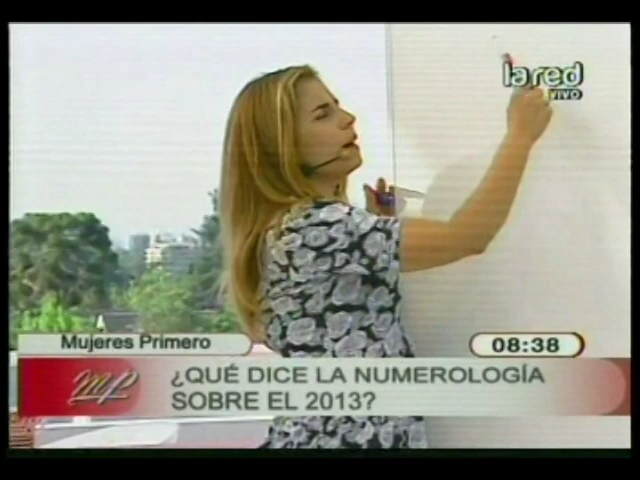 la red
VIVO
Mujeres Primero
08:38
MP
¿QUÉ DICE LA NUMEROLOGÍA
SOBRE EL 2013?